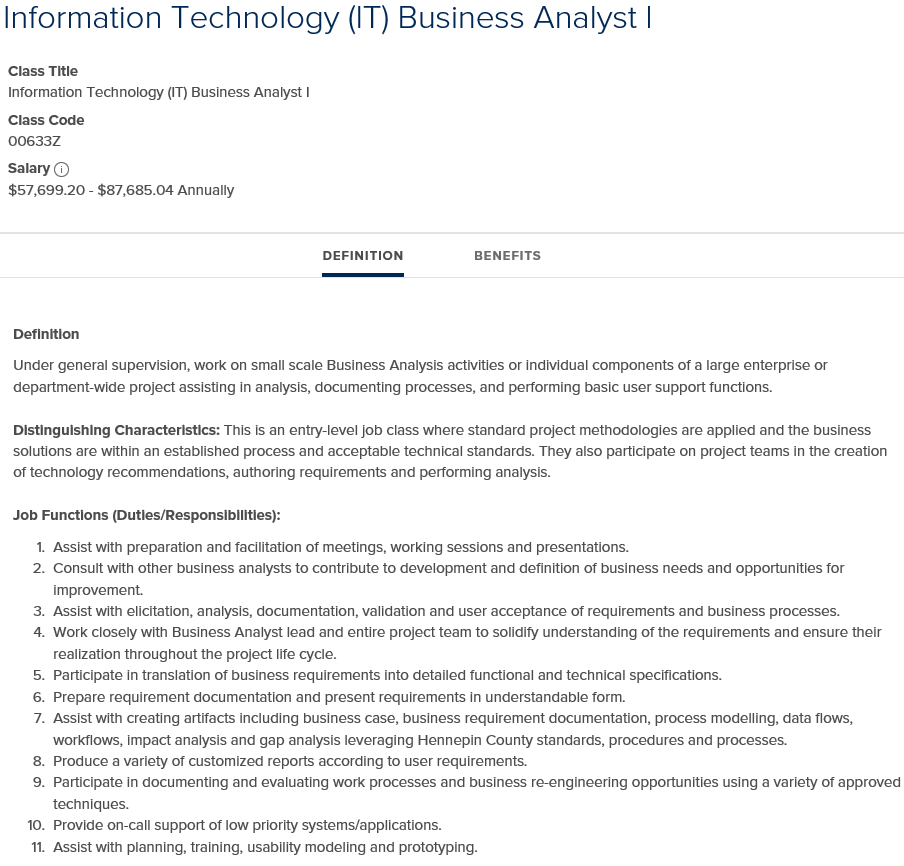 Information Technology (IT) Business Analyst I
Class Title
Information Technology (IT) Business Analyst I
Class Code
00633Z
Salary
$57,699.20 - $87,685.04 Annually
DEFINITION BENEFITS
Definition
Under general supervision, work on small scale Business Analysis activities or individual components of a large enterprise or
department-wide project assisting in analysis, documenting processes, and performing basic user support functions.
Distinguishing Characteristics: This is an entry-level job class where standard project methodologies are applied and the business
solutions are within an established process and acceptable technical standards. They also participate on project teams in the creation
of technology recommendations, authoring requirements and performing analysis.
Job Functions (Duties/Responsibilities):
1. Assist with preparation and facilitation of meetings, working sessions and presentations.
2. Consult with other business analysts to contribute to development and definition of business needs and opportunities for
improvement.
3. Assist with elicitation, analysis, documentation, validation and user acceptance of requirements and business processes.
4. Work closely with Business Analyst lead and entire project team to solidify understanding of the requirements and ensure their
realization throughout the project life cycle.
5. Participate in translation of business requirements into detailed functional and technical specifications.
6. Prepare requirement documentation and present requirements in understandable form.
7. Assist with creating artifacts including business case, business requirement documentation, process modelling, data flows,
workflows, impact analysis and gap analysis leveraging Hennepin County standards, procedures and processes.
8. Produce a variety of customized reports according to user requirements.
9. Participate in documenting and evaluating work processes and business re-engineering opportunities using a variety of approved
techniques.
10. Provide on-call support of low priority systems/applications.
11. Assist with planning, training, usability modeling and prototyping.